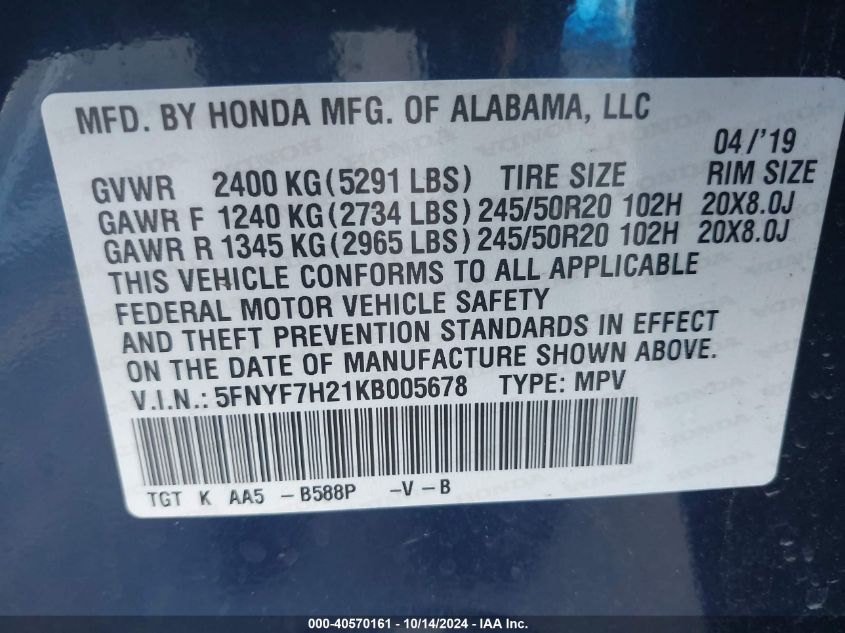 MFD. BY HONDA MFG. OF ALABAMA, LLC
04/'19
GVWR 2400 KG (5291 LBS) TIRE SIZE RIM SIZE
GAWR F 1240 KG (2734 LBS) 245/50R20 102H 20X8.0J
GAWR R 1345 KG (2965 LBS) 245/50R20 102H 20X8.0J
THIS VEHICLE CONFORMS TO ALL APPLICABLE
FEDERAL MOTOR VEHICLE SAFETY
AND THEFT PREVENTION STANDARDS IN EFFECT
ON THE DATE OF MANUFACTURE SHOWN ABOVE.
V.I.N.: 5FNYF7H21KB005678 TYPE: MPV
TGT K AA5 -B588P -V-B
000-40570161 - 10/14/2024 - IAA Inc.